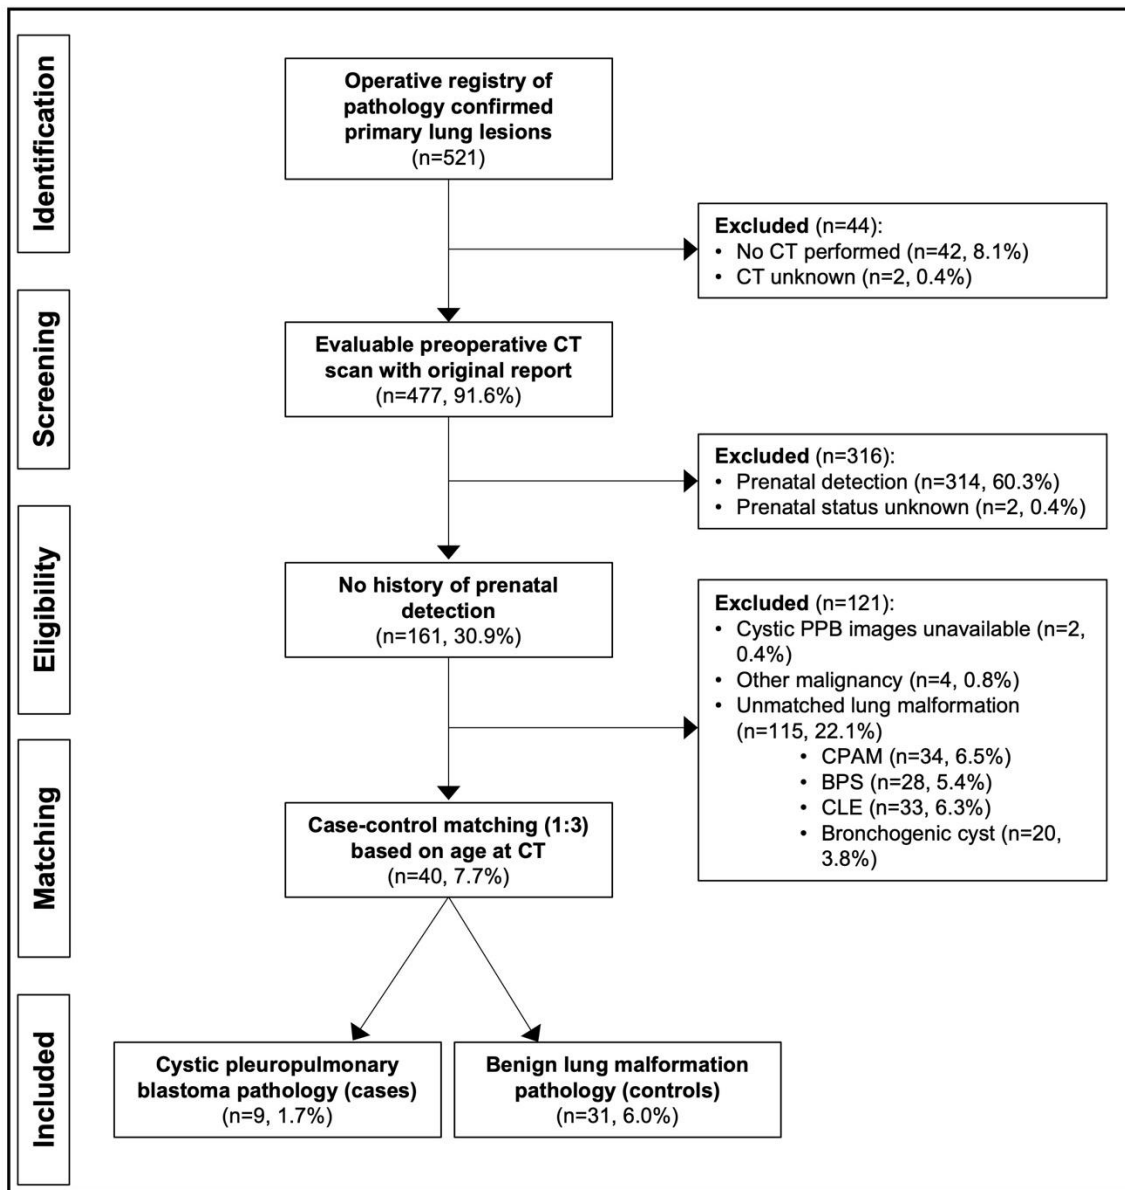 Identification
Operative registry of
pathology confirmed
primary lung lesions
(n=521)
Excluded (n=44):
• No CT performed (n=42, 8.1%)
• CT unknown (n=2, 0.4%)
Screening
Evaluable preoperative CT
scan with original report
(n=477, 91.6%)
Excluded (n=316):
• Prenatal detection (n=314, 60.3%)
• Prenatal status unknown (n=2, 0.4%)
Eligibility
No history of prenatal
detection
(n=161, 30.9%)
Excluded (n=121):
• Cystic PPB images unavailable (n=2,
0.4%)
• Other malignancy (n=4, 0.8%)
• Unmatched lung malformation
(n=115, 22.1%)
• CPAM (n=34, 6.5%)
• BPS (n=28, 5.4%)
• CLE (n=33, 6.3%)
• Bronchogenic cyst (n=20,
3.8%)
Matching
Case-control matching (1:3)
based on age at CT
(n=40, 7.7%)
Included
Cystic pleuropulmonary
blastoma pathology (cases)
(n=9, 1.7%)
Benign lung malformation
pathology (controls)
(n=31, 6.0%)